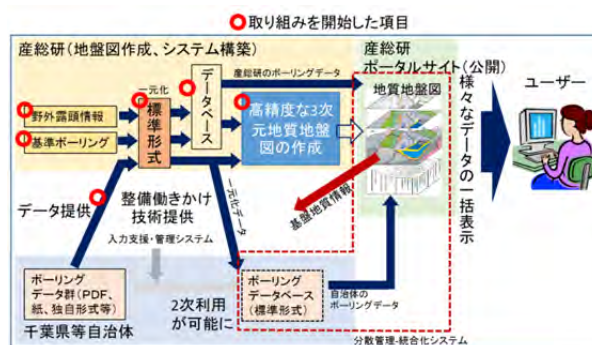 取り組みを開始した項目
産総研(地盤図作成、システム構築)
産総研
ポータルサイト(公開)
ユーザー
一元化
野外露頭情報
基準ボーリング
標準形式
データベース
産総研のボーリングデータ
高精度な3次
元地質地盤
図の作成
地質地盤図
様々なデータの一括表示
データ提供
整備働きかけ
技術提供
入力支援・管理システム
一元化データ
基盤地質情報
ボーリング
データ群(PDF、
紙、独自形式等)
千葉県等自治体
2次利用
が可能に
ボーリング
データベース
(標準形式)
自治体の
ボーリングデータ
分散管理-統合化システム